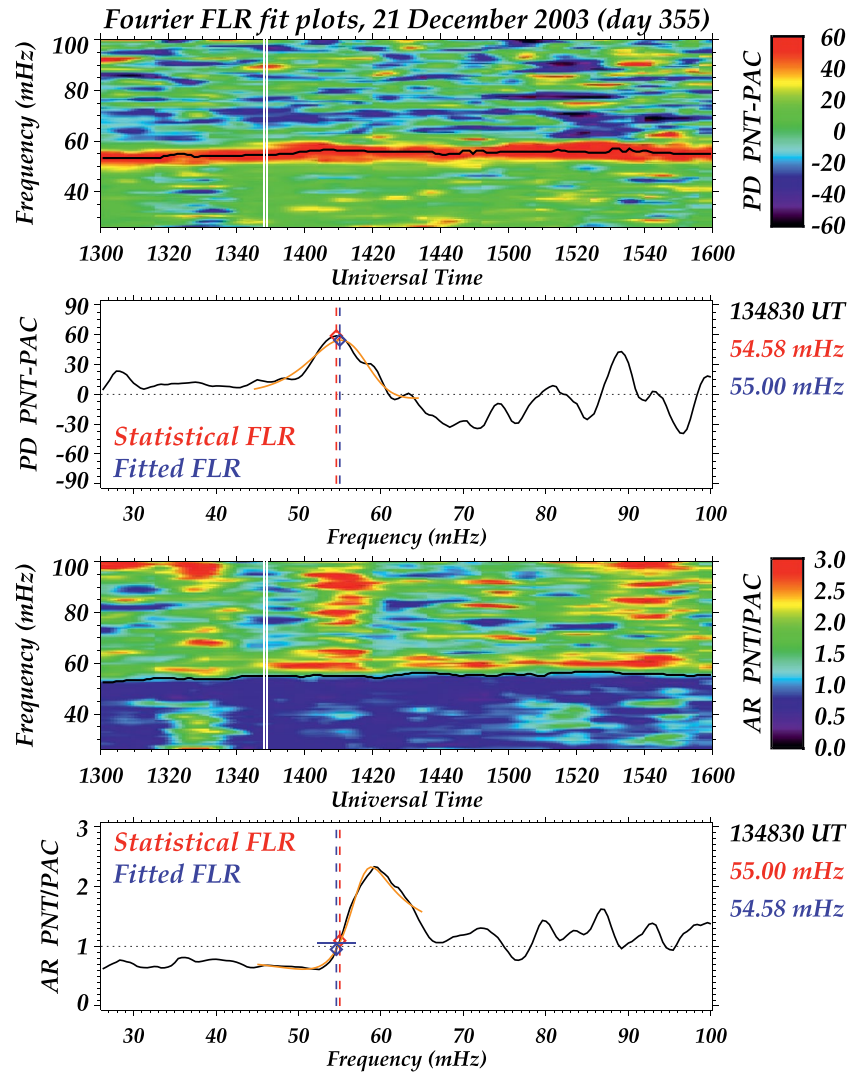 Fourier FLR fit plots, 21 December 2003 (day 355)
Frequency (mHz)
100
80
60
40
1300 1320 1340 1400 1420 1440 1500 1520 1540 1600
Universal Time
PD PNT-PAC
60
40
20
0
-20
-40
-60
PD PNT-PAC
90
60
30
0
-30
-60
-90
Statistical FLR
Fitted FLR
30 40 50 60 70 80 90 100
Frequency (mHz)
134830 UT
54.58 mHz
55.00 mHz
Frequency (mHz)
100
80
60
40
1300 1320 1340 1400 1420 1440 1500 1520 1540 1600
Universal Time
AR PNT/PAC
3.0
2.5
2.0
1.5
1.0
0.5
0.0
AR PNT/PAC
3
2
1
0
Statistical FLR
Fitted FLR
30 40 50 60 70 80 90 100
Frequency (mHz)
134830 UT
55.00 mHz
54.58 mHz